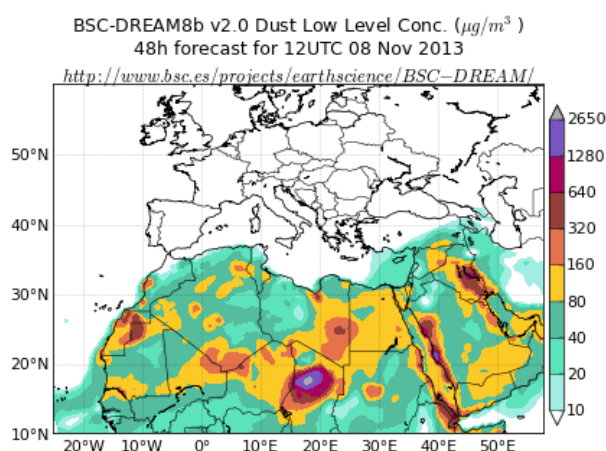 BSC-DREAM8b v2.0 Dust Low Level Conc. (μg/m³ )
48h forecast for 12UTC 08 Nov 2013
http://www.bsc.es/projects/earthscience/BSC−DREAM/
50°N
40°N
30°N
20°N
10°N
20°W 10°W 0° 10°E 20°E 30°E 40°E 50°E
2650
1280
640
320
160
80
40
20
10